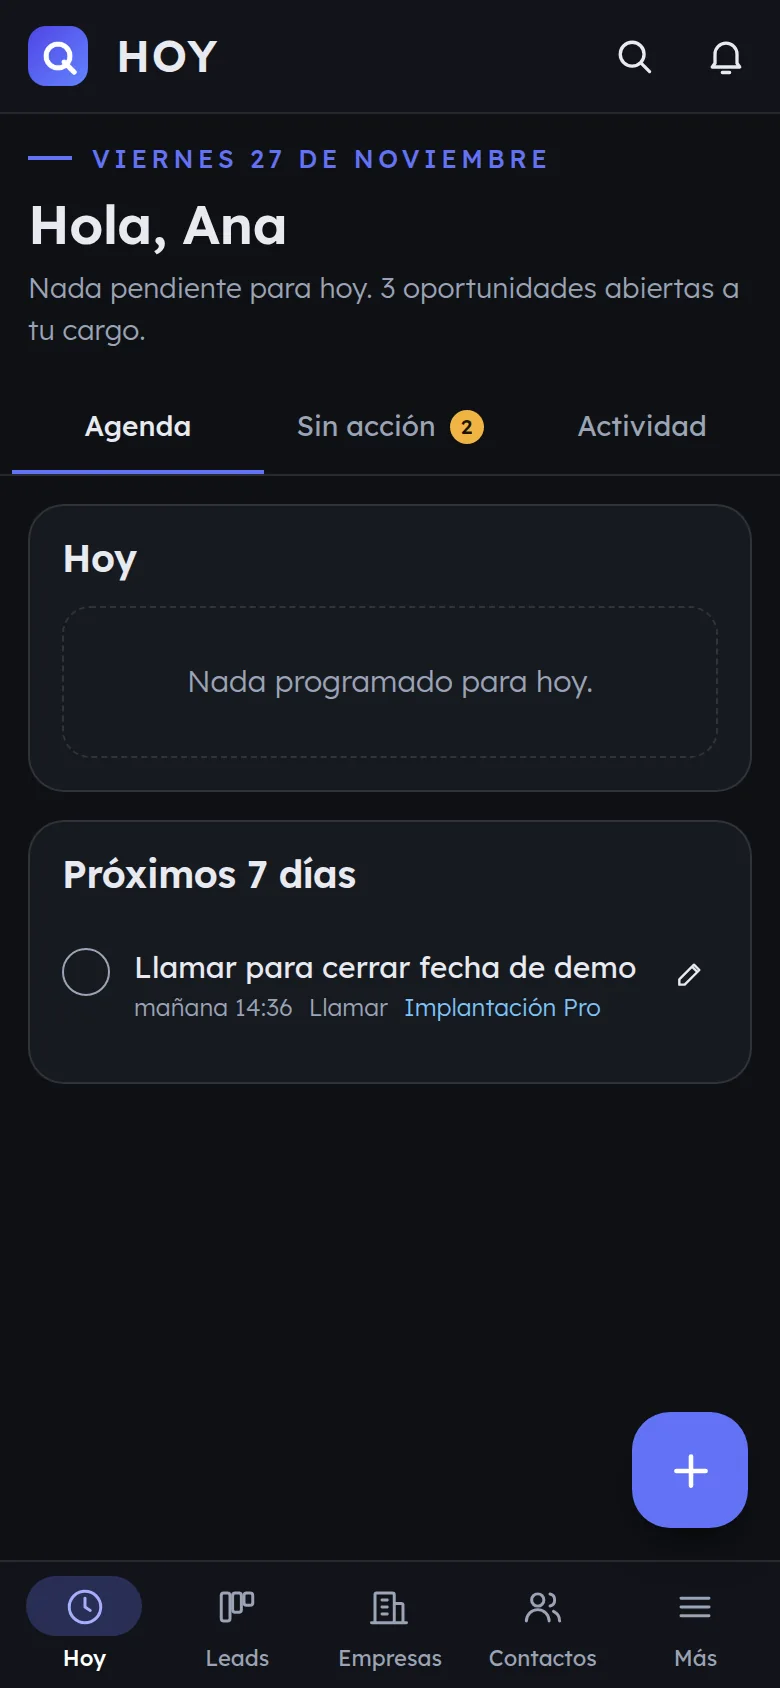 HOY
VIERNES 27 DE NOVIEMBRE
Hola, Ana
Nada pendiente para hoy. 3 oportunidades abiertas a
tu cargo.
Agenda
Sin acción 2
Actividad
Hoy
Nada programado para hoy.
Próximos 7 días
Llamar para cerrar fecha de demo
mañana 14:36 Llamar Implantación Pro
Hoy
Leads
Empresas
Contactos
Más